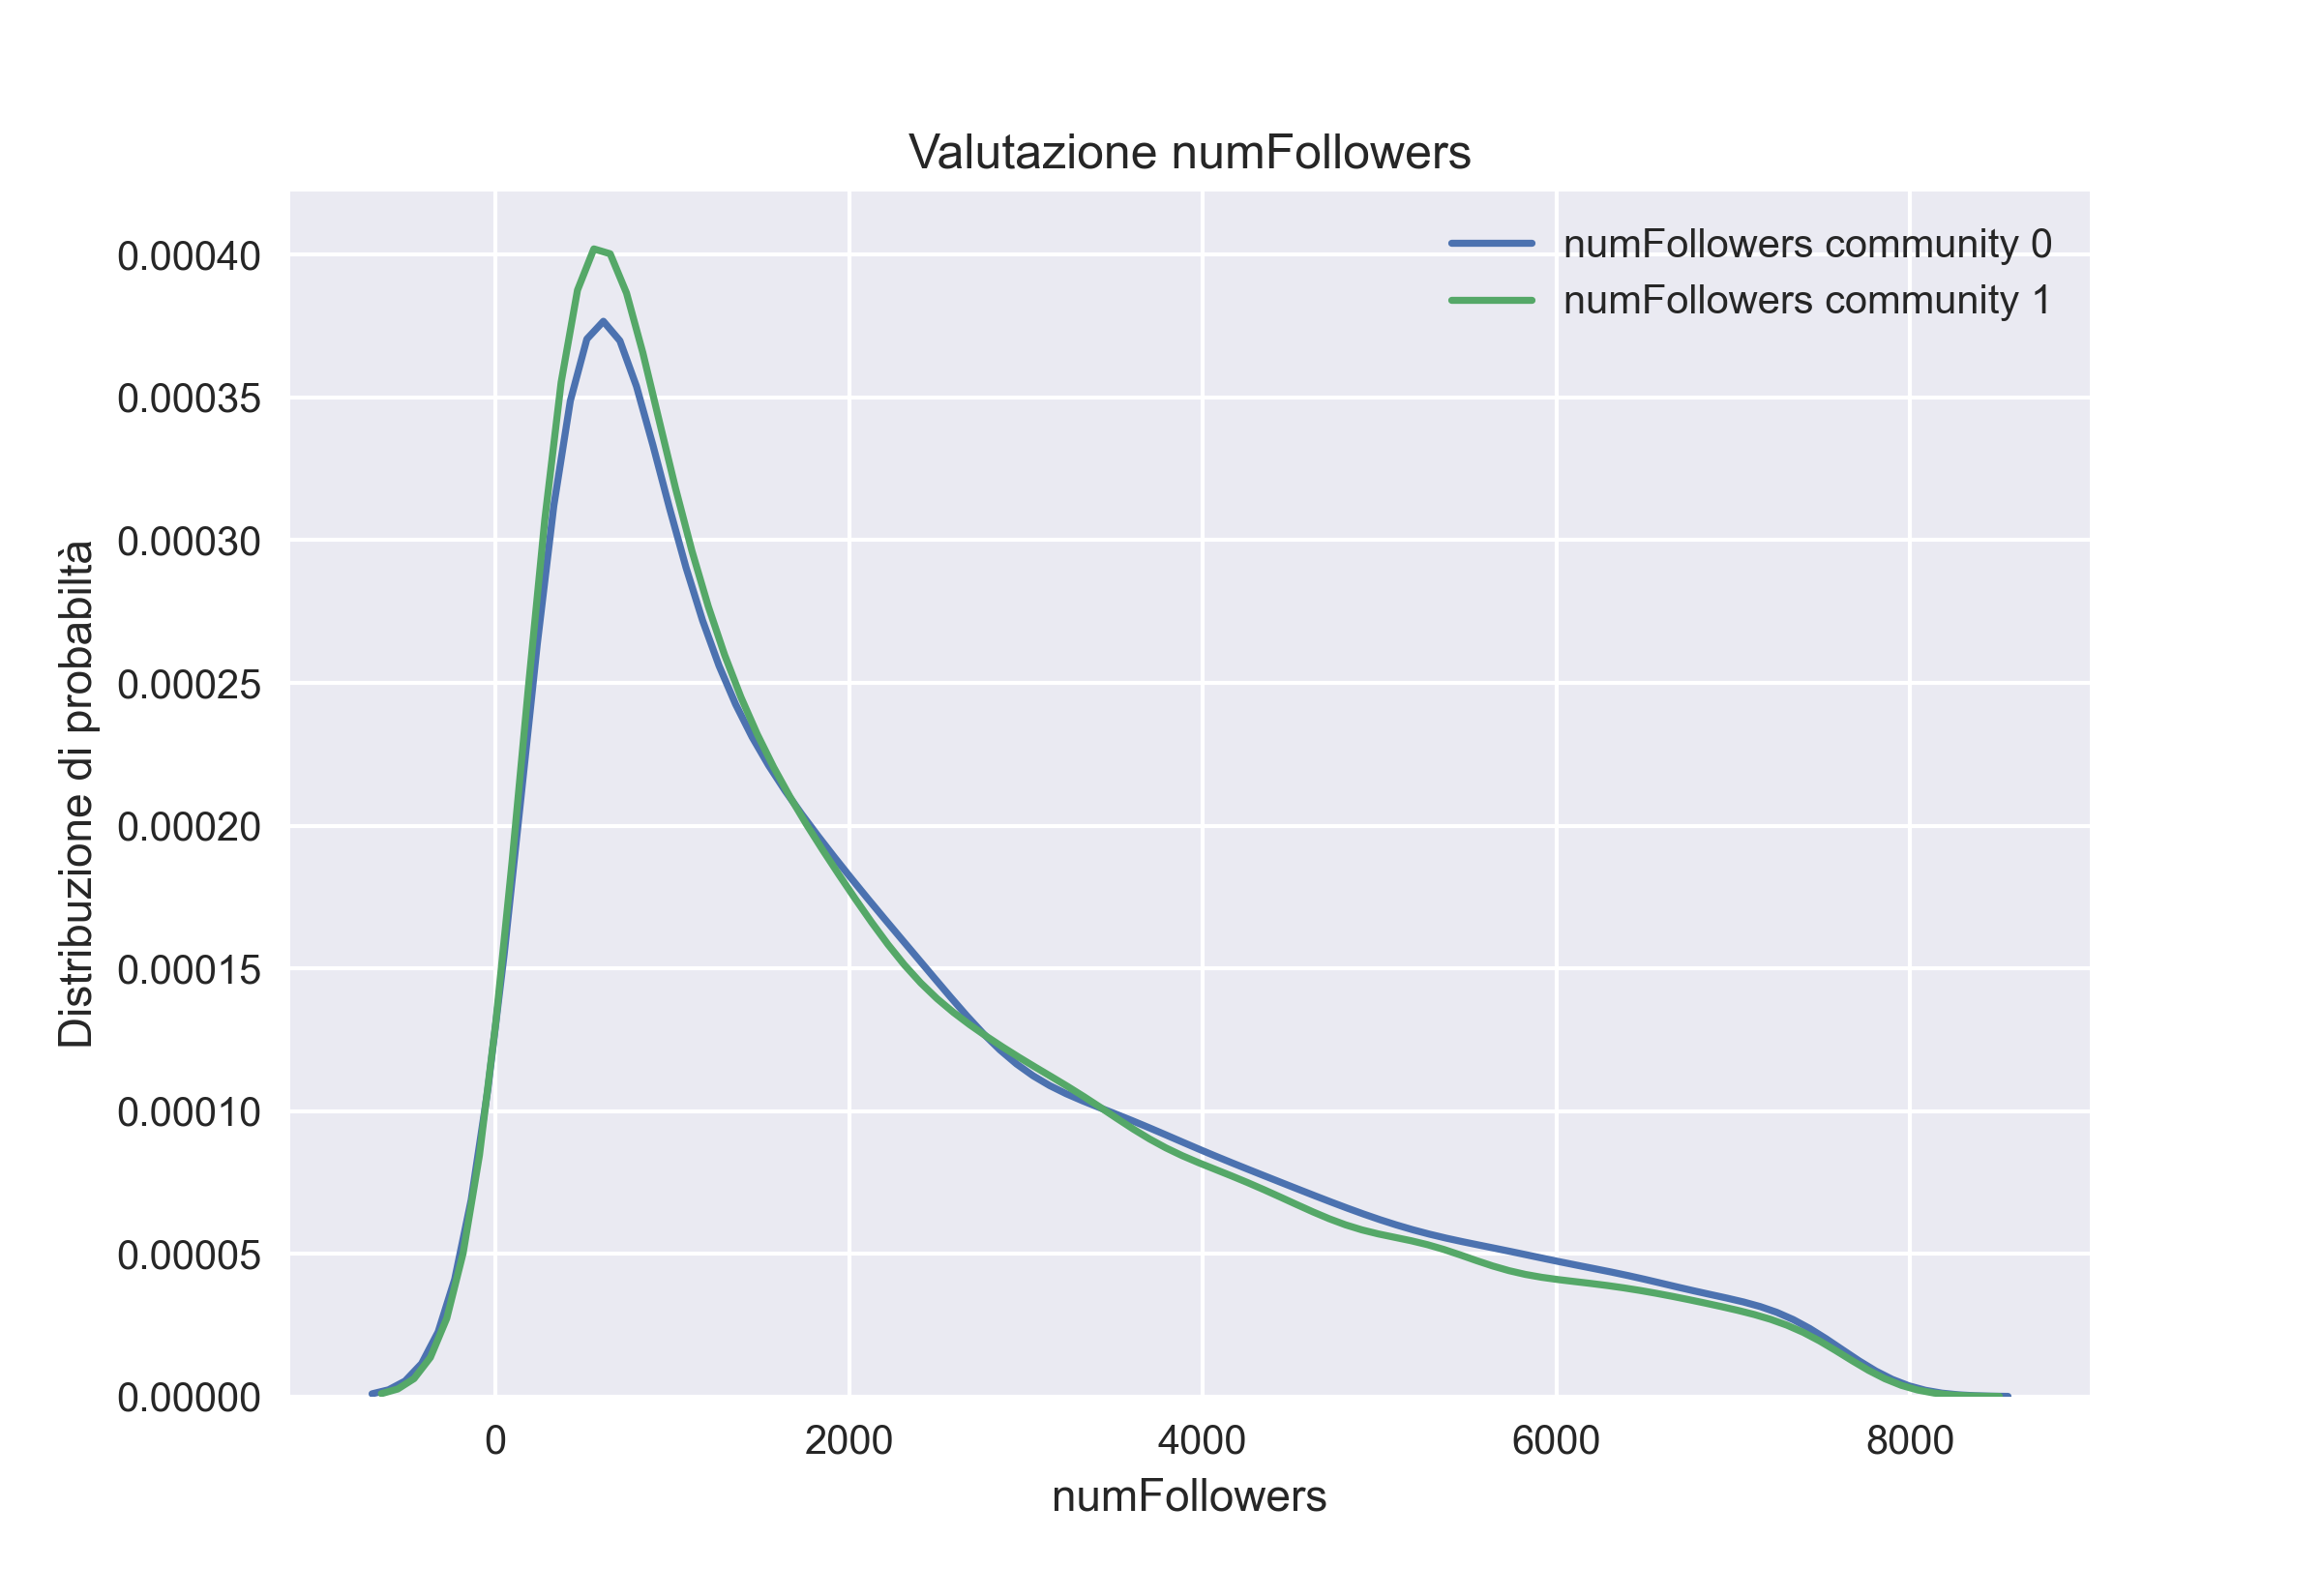 Valutazione numFollowers
numFollowers community 0
numFollowers community 1
Distribuzione di probabiltà
0.00040
0.00035
0.00030
0.00025
0.00020
0.00015
0.00010
0.00005
0.00000
0 2000 4000 6000 8000
numFollowers